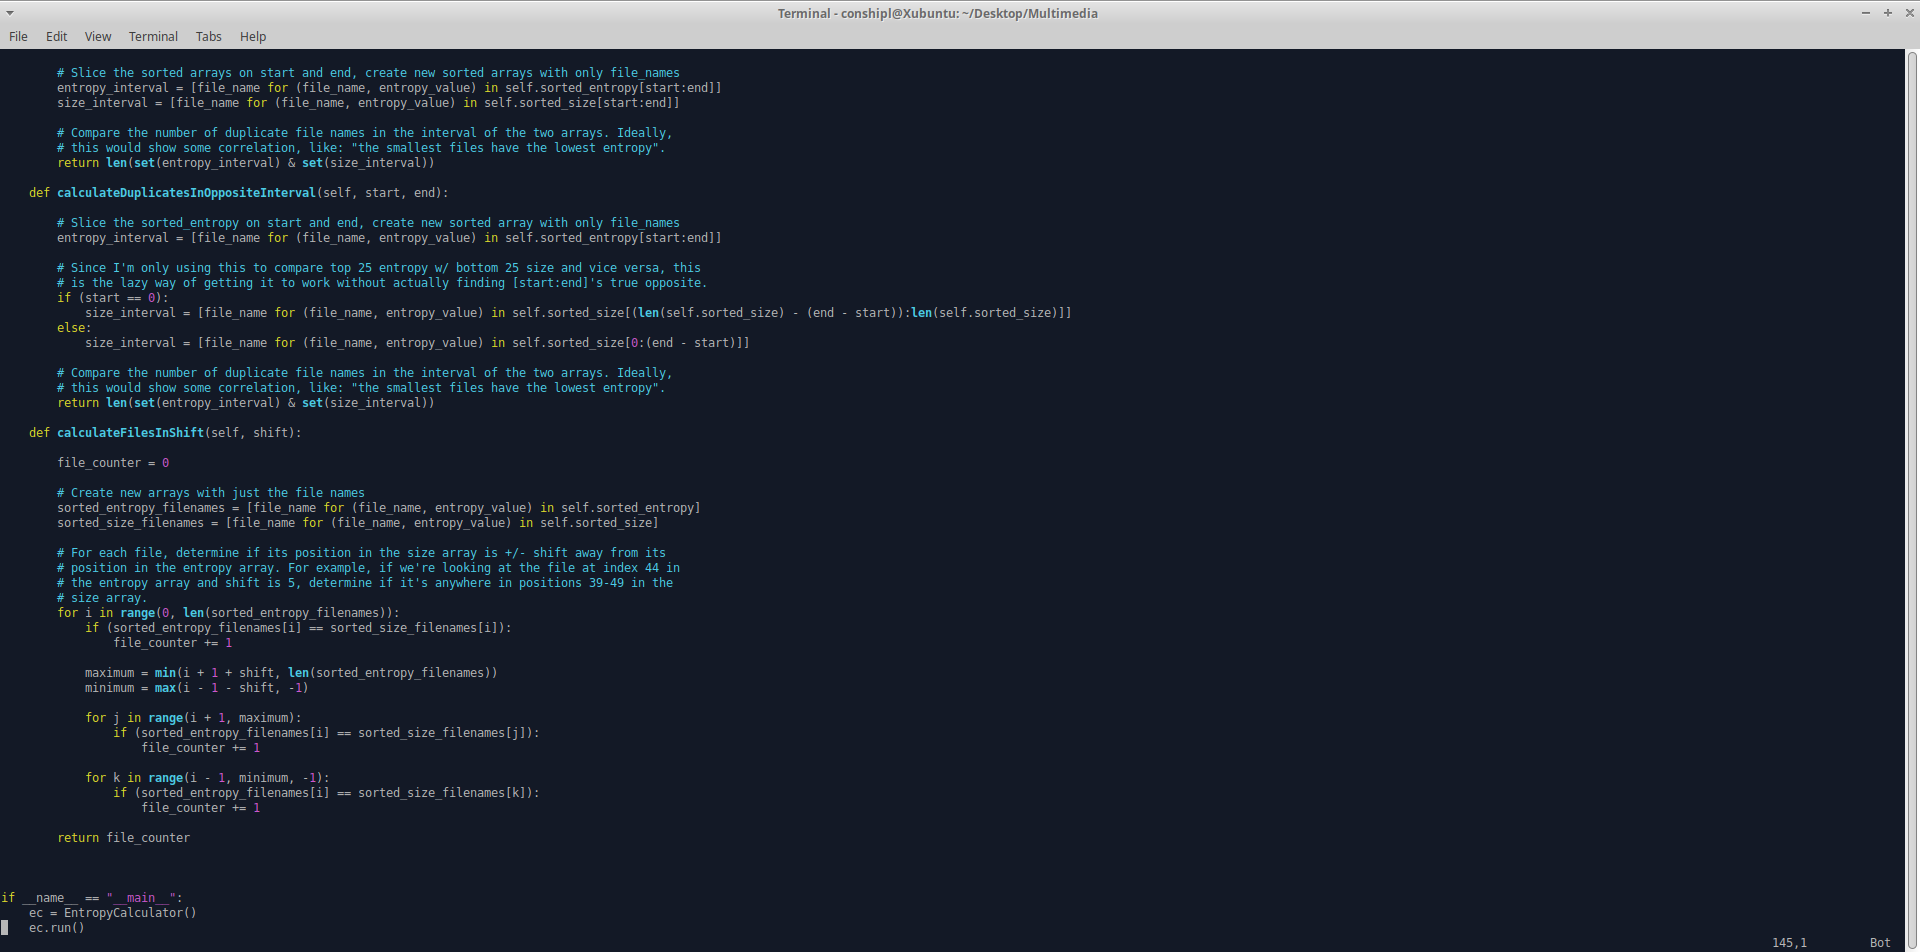 Terminal - conshipl@Xubuntu: ~/Desktop/Multimedia
File Edit View Terminal Tabs Help
# Slice the sorted arrays on start and end, create new sorted arrays with only file_names
entropy_interval = [file_name for (file_name, entropy_value) in self.sorted_entropy[start:end]]
size_interval = [file_name for (file_name, entropy_value) in self.sorted_size[start:end]]
# Compare the number of duplicate file names in the interval of the two arrays. Ideally,
# this would show some correlation, like: "the smallest files have the lowest entropy".
return len(set(entropy_interval) & set(size_interval))
def calculateDuplicatesInOppositeInterval(self, start, end):
# Slice the sorted_entropy on start and end, create new sorted array with only file_names
entropy_interval = [file_name for (file_name, entropy_value) in self.sorted_entropy[start:end]]
# Since I'm only using this to compare top 25 entropy w/ bottom 25 size and vice versa, this
# is the lazy way of getting it to work without actually finding [start:end]'s true opposite.
if (start == 0):
size_interval = [file_name for (file_name, entropy_value) in self.sorted_size[(len(self.sorted_size) - (end - start)):len(self.sorted_size)]]
else:
size_interval = [file_name for (file_name, entropy_value) in self.sorted_size[0:(end - start)]]
# Compare the number of duplicate file names in the interval of the two arrays. Ideally,
# this would show some correlation, like: "the smallest files have the lowest entropy".
return len(set(entropy_interval) & set(size_interval))
def calculateFilesInShift(self, shift):
file_counter = 0
# Create new arrays with just the file names
sorted_entropy_filenames = [file_name for (file_name, entropy_value) in self.sorted_entropy]
sorted_size_filenames = [file_name for (file_name, entropy_value) in self.sorted_size]
# For each file, determine if its position in the size array is +/- shift away from its
# position in the entropy array. For example, if we're looking at the file at index 44 in
# the entropy array and shift is 5, determine if it's anywhere in positions 39-49 in the
# size array.
for i in range(0, len(sorted_entropy_filenames)):
if (sorted_entropy_filenames[i] == sorted_size_filenames[i]):
file_counter += 1
maximum = min(i + 1 + shift, len(sorted_entropy_filenames))
minimum = max(i - 1 - shift, -1)
for j in range(i + 1, maximum):
if (sorted_entropy_filenames[i] == sorted_size_filenames[j]):
file_counter += 1
for k in range(i - 1, minimum, -1):
if (sorted_entropy_filenames[i] == sorted_size_filenames[k]):
file_counter += 1
return file_counter
if __name__ == "__main__":
ec = EntropyCalculator()
ec.run()
145,1 Bot